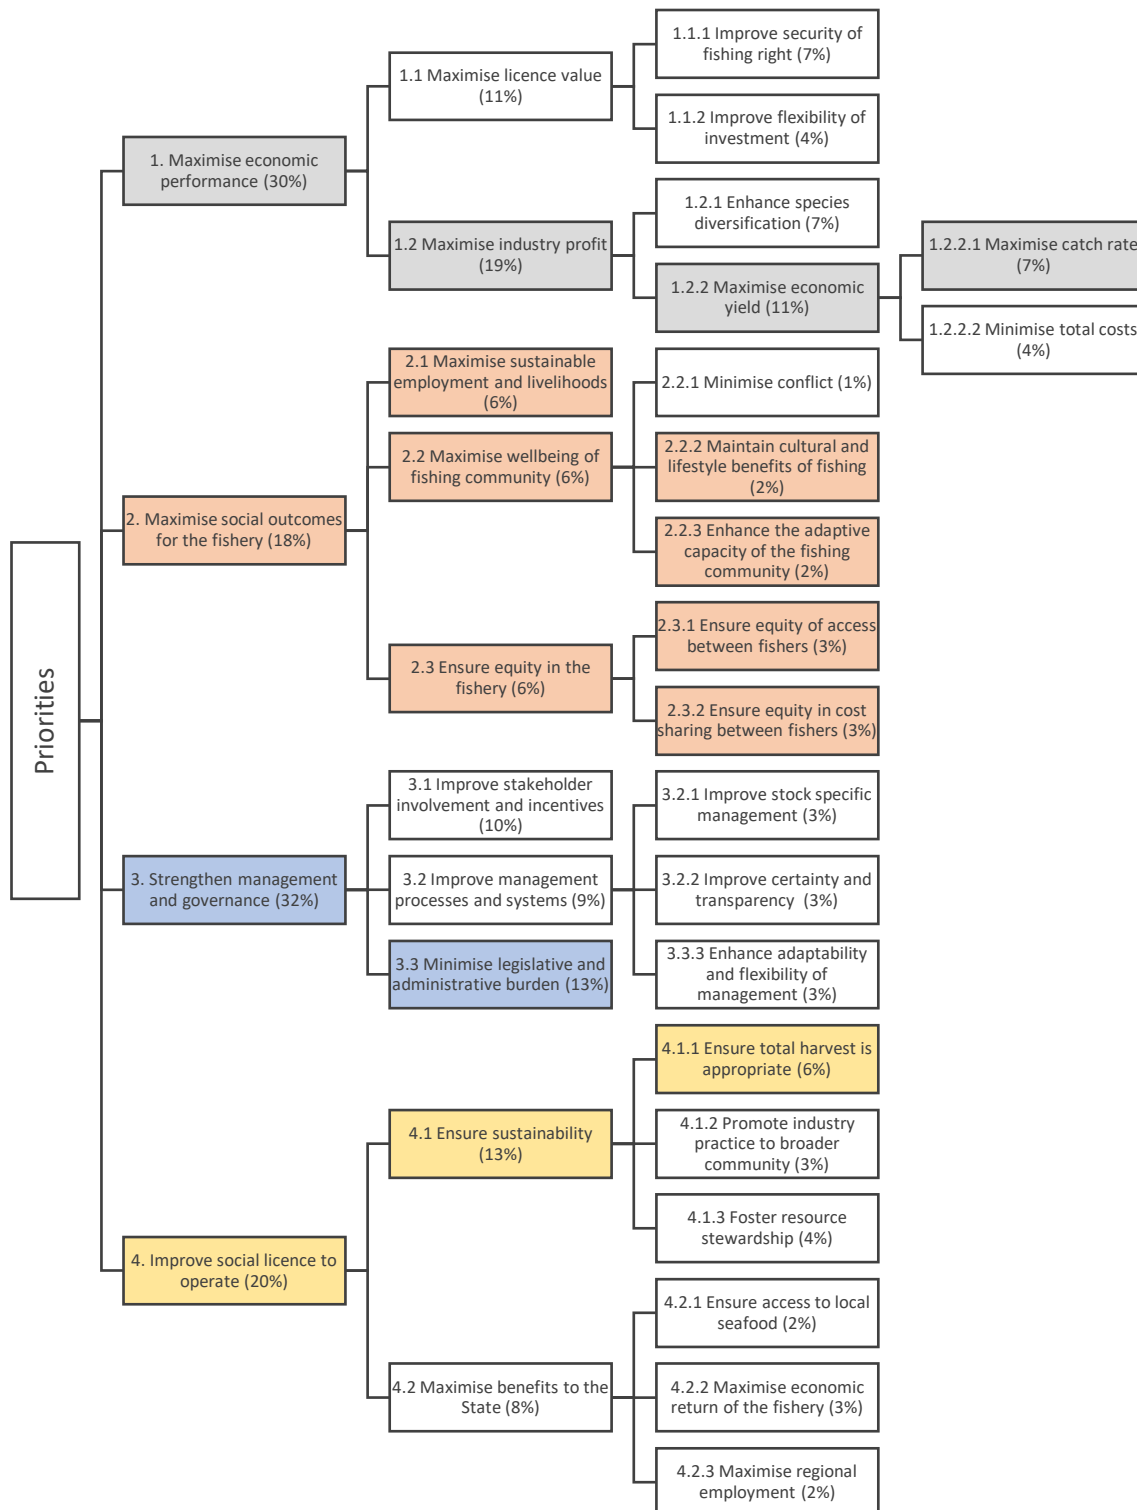 Priorities
1. Maximise economic
performance (30%)
1.1 Maximise licence value
(11%)
1.1.1 Improve security of
fishing right (7%)
1.1.2 Improve flexibility of
investment (4%)
1.2 Maximise industry profit
(19%)
1.2.1 Enhance species
diversification (7%)
1.2.2 Maximise economic
yield (11%)
1.2.2.1 Maximise catch rate
(7%)
1.2.2.2 Minimise total costs
(4%)
2. Maximise social outcomes
for the fishery (18%)
2.1 Maximise sustainable
employment and livelihoods
(6%)
2.2 Maximise wellbeing of
fishing community (6%)
2.2.1 Minimise conflict (1%)
2.2.2 Maintain cultural and
lifestyle benefits of fishing
(2%)
2.2.3 Enhance the adaptive
capacity of the fishing
community (2%)
2.3 Ensure equity in the
fishery (6%)
2.3.1 Ensure equity of access
between fishers (3%)
2.3.2 Ensure equity in cost
sharing between fishers (3%)
3. Strengthen management
and governance (32%)
3.1 Improve stakeholder
involvement and incentives
(10%)
3.2 Improve management
processes and systems (9%)
3.2.1 Improve stock specific
management (3%)
3.2.2 Improve certainty and
transparency (3%)
3.3.3 Enhance adaptability
and flexibility of
management (3%)
3.3 Minimise legislative and
administrative burden (13%)
4. Improve social licence to
operate (20%)
4.1 Ensure sustainability
(13%)
4.1.1 Ensure total harvest is
appropriate (6%)
4.1.2 Promote industry
practice to broader
community (3%)
4.1.3 Foster resource
stewardship (4%)
4.2 Maximise benefits to the
State (8%)
4.2.1 Ensure access to local
seafood (2%)
4.2.2 Maximise economic
return of the fishery (3%)
4.2.3 Maximise regional
employment (2%)